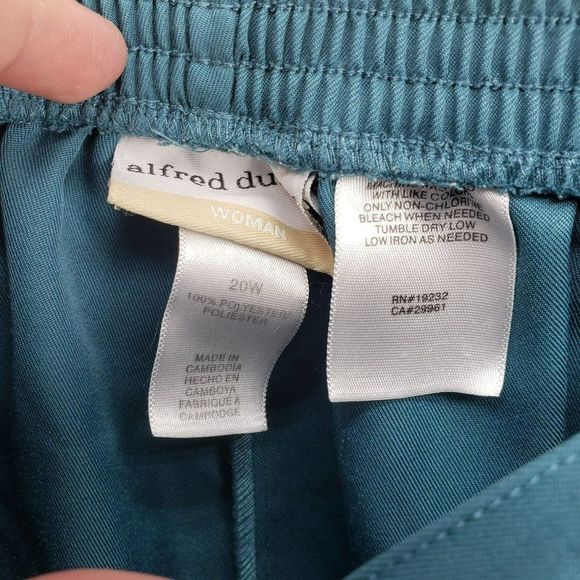 alfred du
WOMAN
20W
100% POLYESTER/
POLIESTER
MADE IN
CAMBODIA
HECHO EN
CAMBOYA
FABRIQUE A
CAMBODGE
WITH LIKE COLORS
ONLY NON-CHLORINE
BLEACH WHEN NEEDED
TUMBLE DRY LOW
LOW IRON AS NEEDED
RN#19232
CA#29961